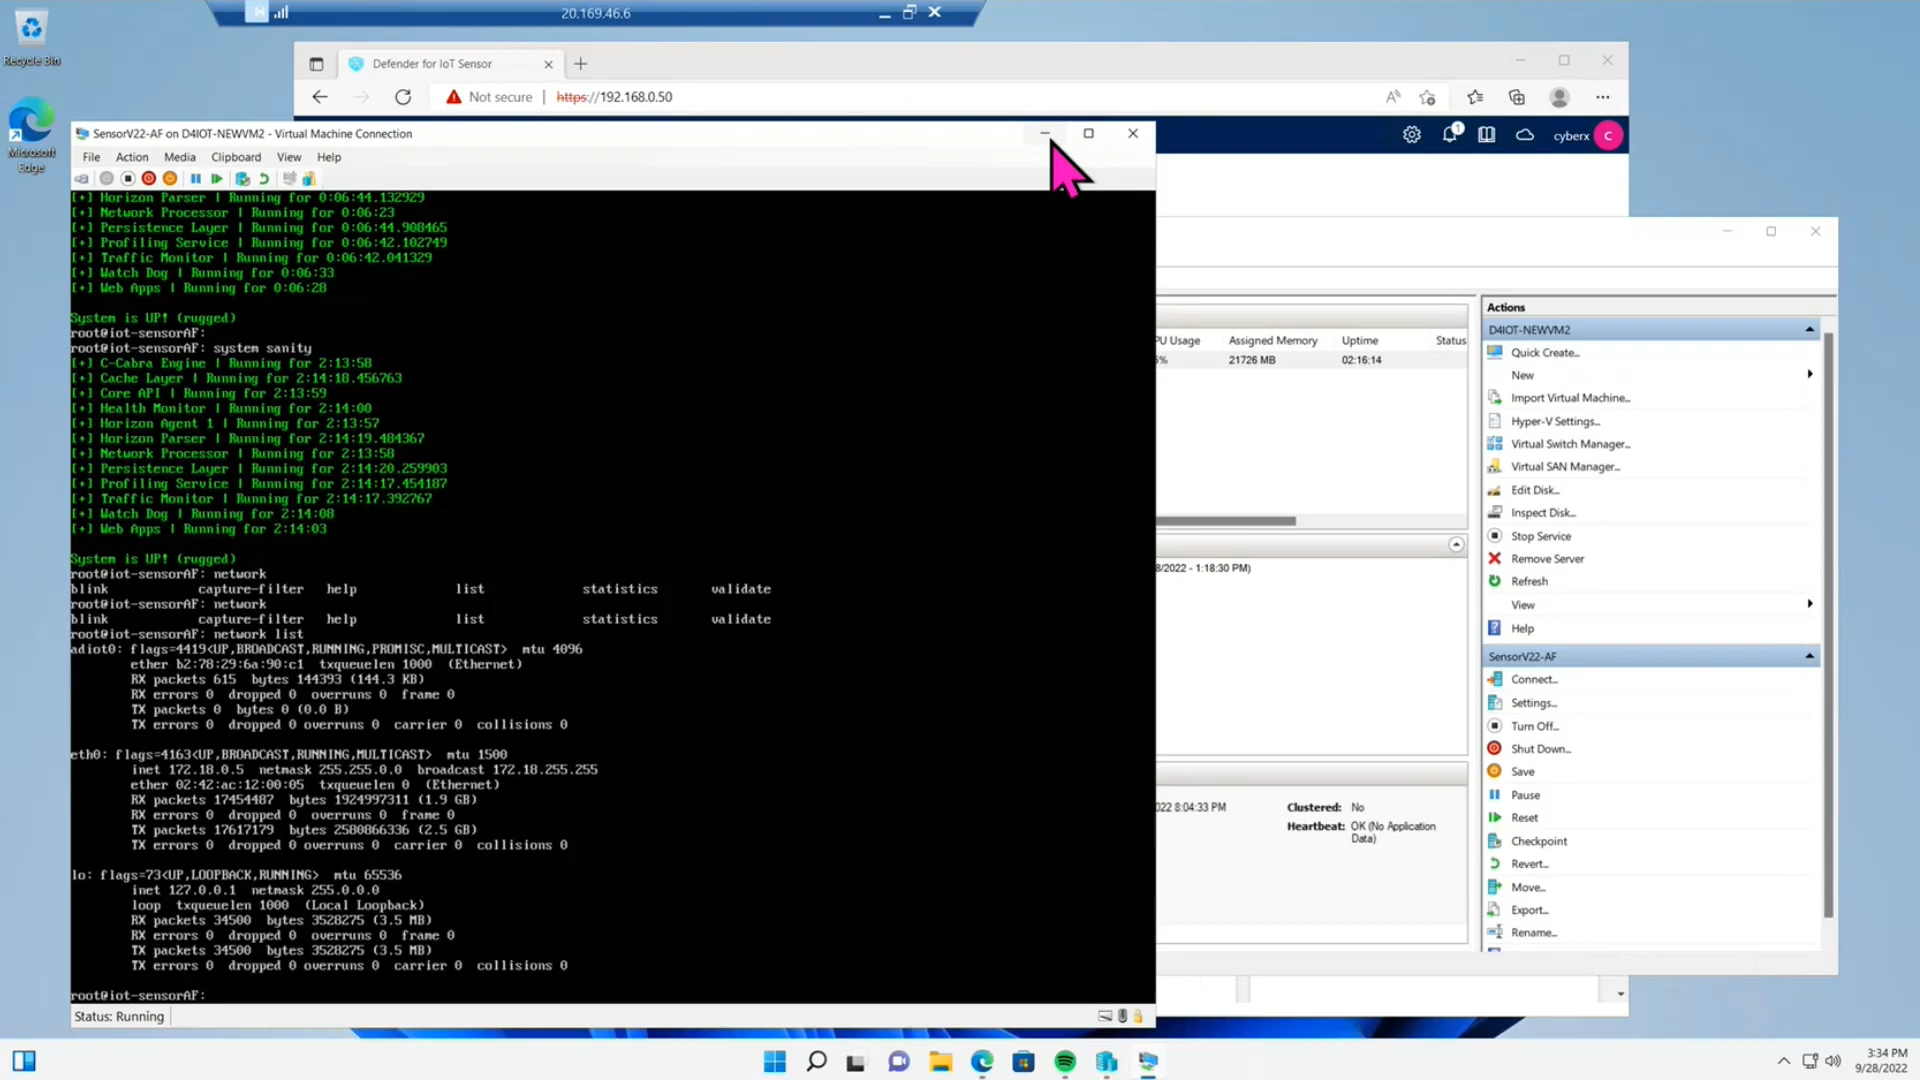 20.169.46.6
Recycle Bin
Microsoft
Edge
Defender for IoT Sensor
Not secure | https://192.168.0.50
cyberx C
1
SensorV22-AF on D4IOT-NEWVM2 - Virtual Machine Connection
File Action Media Clipboard View Help
[+] Horizon Parser | Running for 0:06:44.132929
[+] Network Processor | Running for 0:06:23
[+] Persistence Layer | Running for 0:06:44.908465
[+] Profiling Service | Running for 0:06:42.102749
[+] Traffic Monitor | Running for 0:06:42.041329
[+] Watch Dog | Running for 0:06:33
[+] Web Apps | Running for 0:06:28
System is UP! (rugged)
root@iot-sensorAF:
root@iot-sensorAF: system sanity
[+] C-Cabra Engine | Running for 2:13:58
[+] Cache Layer | Running for 2:14:18.456763
[+] Core API | Running for 2:13:59
[+] Health Monitor | Running for 2:14:00
[+] Horizon Agent 1 | Running for 2:13:57
[+] Horizon Parser | Running for 2:14:19.484367
[+] Network Processor | Running for 2:13:58
[+] Persistence Layer | Running for 2:14:20.259903
[+] Profiling Service | Running for 2:14:17.454187
[+] Traffic Monitor | Running for 2:14:17.392767
[+] Watch Dog | Running for 2:14:08
[+] Web Apps | Running for 2:14:03
System is UP! (rugged)
root@iot-sensorAF: network
blink capture-filter help list statistics validate
root@iot-sensorAF: network
blink capture-filter help list statistics validate
root@iot-sensorAF: network list
adiot0: flags=4419<UP,BROADCAST,RUNNING,PROMISC,MULTICAST> mtu 4096
ether b2:78:29:6a:90:c1 txqueuelen 1000 (Ethernet)
RX packets 615 bytes 144393 (144.3 KB)
RX errors 0 dropped 0 overruns 0 frame 0
TX packets 0 bytes 0 (0.0 B)
TX errors 0 dropped 0 overruns 0 carrier 0 collisions 0
eth0: flags=4163<UP,BROADCAST,RUNNING,MULTICAST> mtu 1500
inet 172.18.0.5 netmask 255.255.0.0 broadcast 172.18.255.255
ether 02:42:ac:12:00:05 txqueuelen 0 (Ethernet)
RX packets 17454487 bytes 1924997311 (1.9 GB)
RX errors 0 dropped 0 overruns 0 frame 0
TX packets 17617179 bytes 2580866336 (2.5 GB)
TX errors 0 dropped 0 overruns 0 carrier 0 collisions 0
lo: flags=73<UP,LOOPBACK,RUNNING> mtu 65536
inet 127.0.0.1 netmask 255.0.0.0
loop txqueuelen 1000 (Local Loopback)
RX packets 34500 bytes 3528275 (3.5 MB)
RX errors 0 dropped 0 overruns 0 frame 0
TX packets 34500 bytes 3528275 (3.5 MB)
TX errors 0 dropped 0 overruns 0 carrier 0 collisions 0
root@iot-sensorAF:
Status: Running
PU Usage Assigned Memory Uptime Status
% 21726 MB 02:16:14
8/2022 - 1:18:30 PM)
022 8:04:33 PM Clustered: No
Heartbeat: OK (No Application
Data)
Actions
D4IOT-NEWVM2
Quick Create...
New
Import Virtual Machine...
Hyper-V Settings...
Virtual Switch Manager...
Virtual SAN Manager...
Edit Disk...
Inspect Disk...
Stop Service
Remove Server
Refresh
View
Help
SensorV22-AF
Connect...
Settings...
Turn Off...
Shut Down...
Save
Pause
Reset
Checkpoint
Revert...
Move...
Export...
Rename...
3:34 PM
9/28/2022